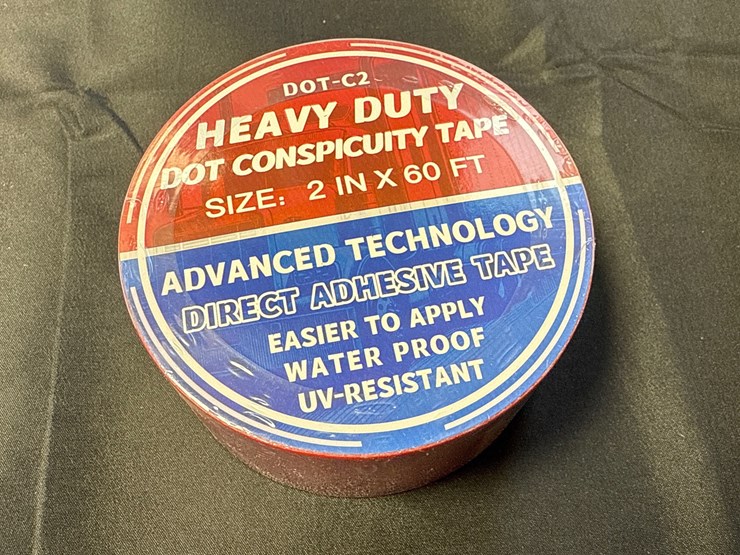 DOT-C2
HEAVY DUTY
DOT CONSPICUITY TAPE
SIZE: 2 IN X 60 FT
ADVANCED TECHNOLOGY
DIRECT ADHESIVE TAPE
EASIER TO APPLY
WATER PROOF
UV-RESISTANT